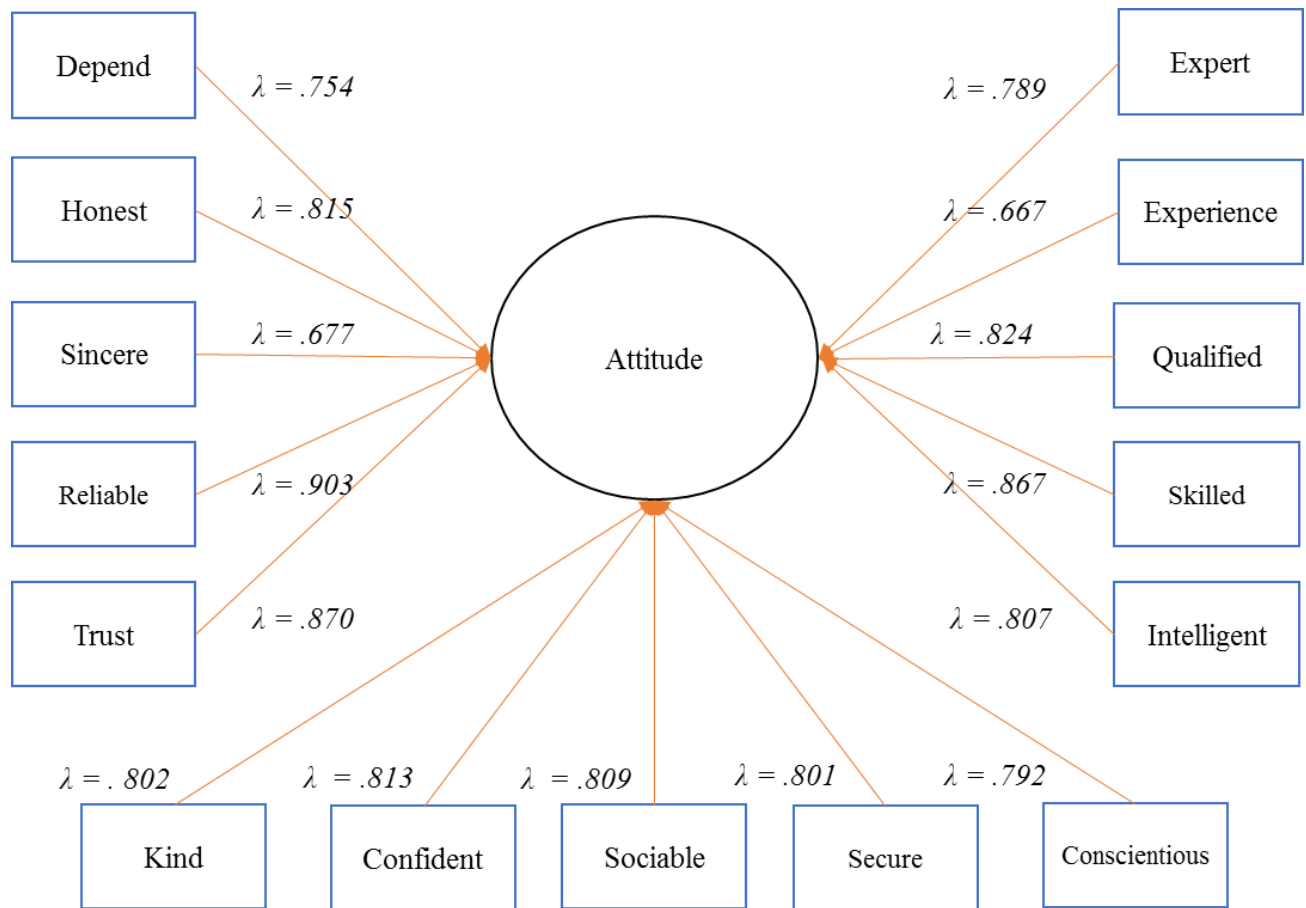 Depend
λ = .754
λ = .789
Expert
Honest
λ = .815
λ = .667
Experience
Sincere
λ = .677
Attitude
λ = .824
Qualified
Reliable
λ = .903
λ = .867
Skilled
Trust
λ = .870
λ = .807
Intelligent
λ = . 802
λ = .813
λ = .809
λ = .801
λ = .792
Kind
Confident
Sociable
Secure
Conscientious